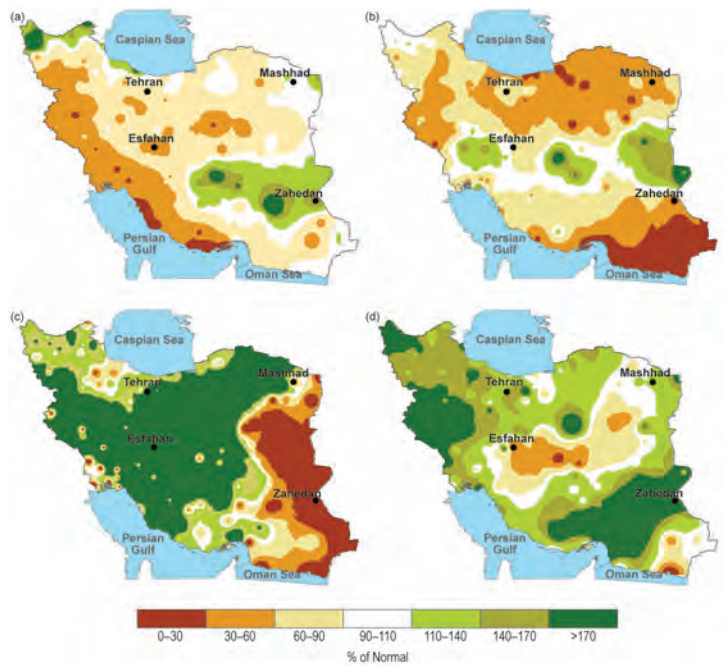 (a)
Caspian Sea
Tehran
Mashhad
Esfahan
Zahedan
Persian
Gulf
Oman Sea
(b)
Caspian Sea
Tehran
Mashhad
Esfahan
Zahedan
Persian
Gulf
Oman Sea
(c)
Caspian Sea
Tehran
Mashhad
Esfahan
Zahedan
Persian
Gulf
Oman Sea
(d)
Caspian Sea
Tehran
Mashhad
Esfahan
Zahedan
Persian
Gulf
Oman Sea
0–30 30–60 60–90 90–110 110–140 140–170 >170
% of Normal